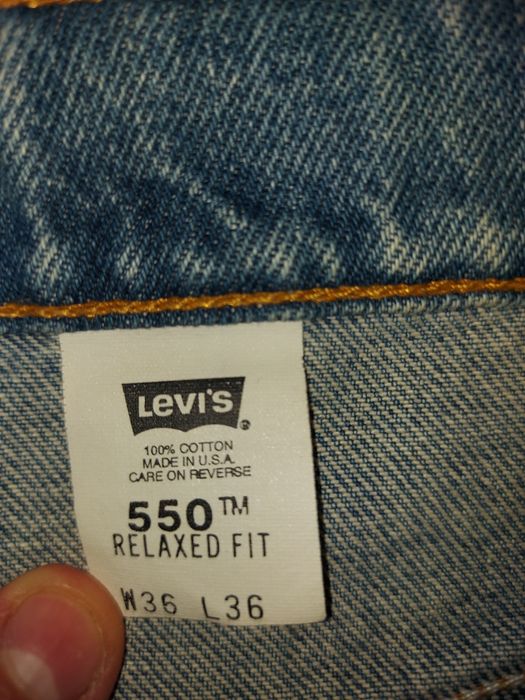 LEVI'S ®
100% COTTON
MADE IN U.S.A.
CARE ON REVERSE
550™
RELAXED FIT
W36 L36